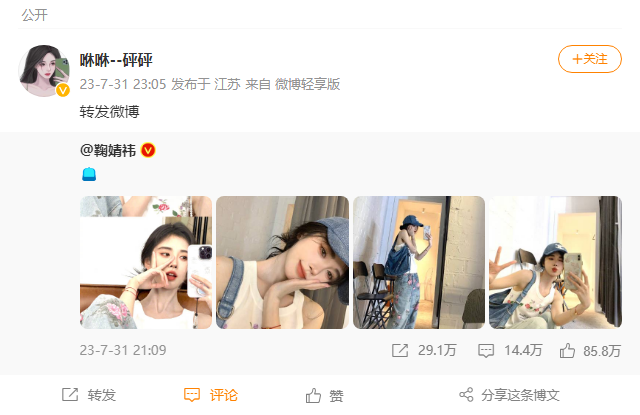 公开
咻咻--砰砰
+关注
23-7-31 23:05 发布于 江苏 来自 微博轻享版
转发微博
@鞠婧祎
23-7-31 21:09 29.1万 14.4万 85.8万
转发 评论 赞 分享这条博文